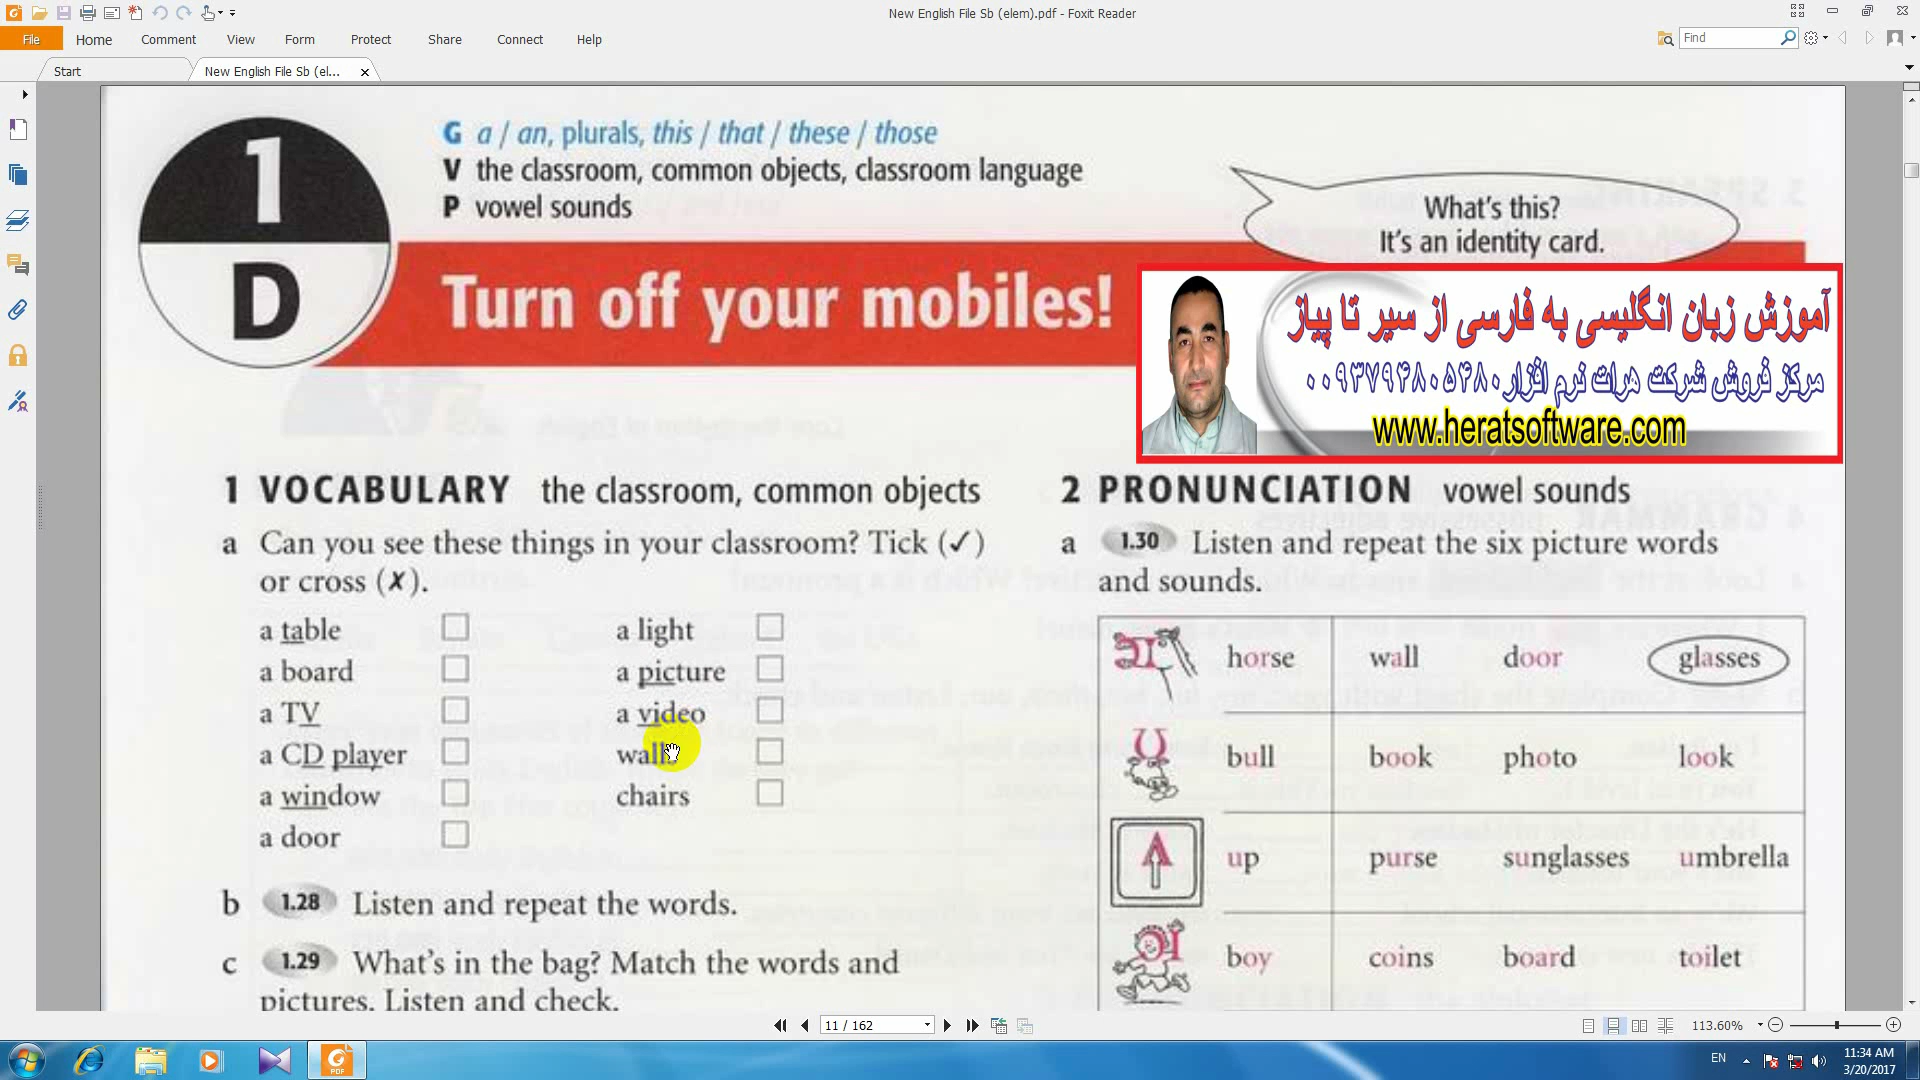 New English File Sb (elem).pdf - Foxit Reader
File Home Comment View Form Protect Share Connect Help
Find
Start
New English File Sb (el...
1
D
G a / an, plurals, this / that / these / those
V the classroom, common objects, classroom language
P vowel sounds
What's this?
It's an identity card.
Turn off your mobiles!
آموزش زبان انگلیسی به فارسی از سیر تا پیاز
مرکز فروش شرکت هرات نرم افزار ۰۰۹۳۷۹۴۸۰۵۴۸۰
www.heratsoftware.com
1 VOCABULARY the classroom, common objects
a Can you see these things in your classroom? Tick (✓)
or cross (✗).
a table
a board
a TV
a CD player
a window
a door
a light
a picture
a video
walls
chairs
b 1.28 Listen and repeat the words.
c 1.29 What's in the bag? Match the words and
pictures. Listen and check.
2 PRONUNCIATION vowel sounds
a 1.30 Listen and repeat the six picture words
and sounds.
horse wall door glasses
bull book photo look
up purse sunglasses umbrella
boy coins board toilet
11 / 162
113.60%
EN
11:34 AM
3/20/2017